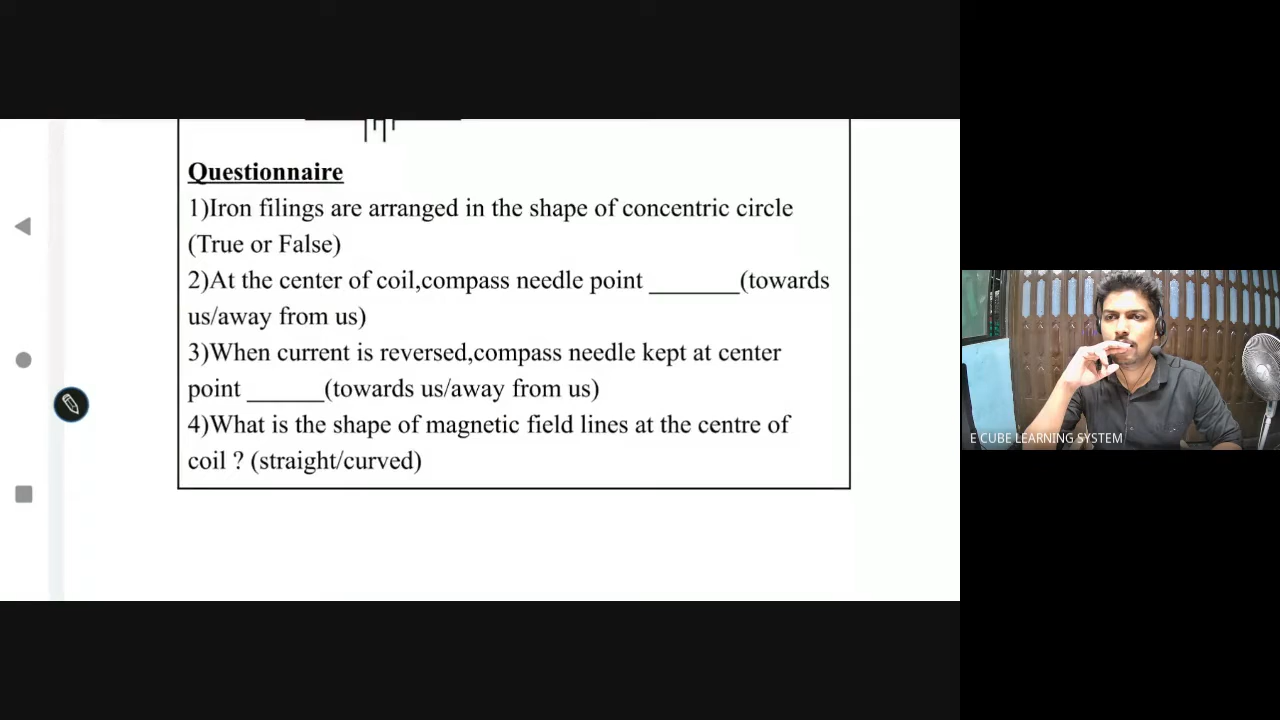 Questionnaire
1)Iron filings are arranged in the shape of concentric circle
(True or False)
2)At the center of coil,compass needle point _______(towards
us/away from us)
3)When current is reversed,compass needle kept at center
point ______(towards us/away from us)
4)What is the shape of magnetic field lines at the centre of
coil ? (straight/curved)
E CUBE LEARNING SYSTEM